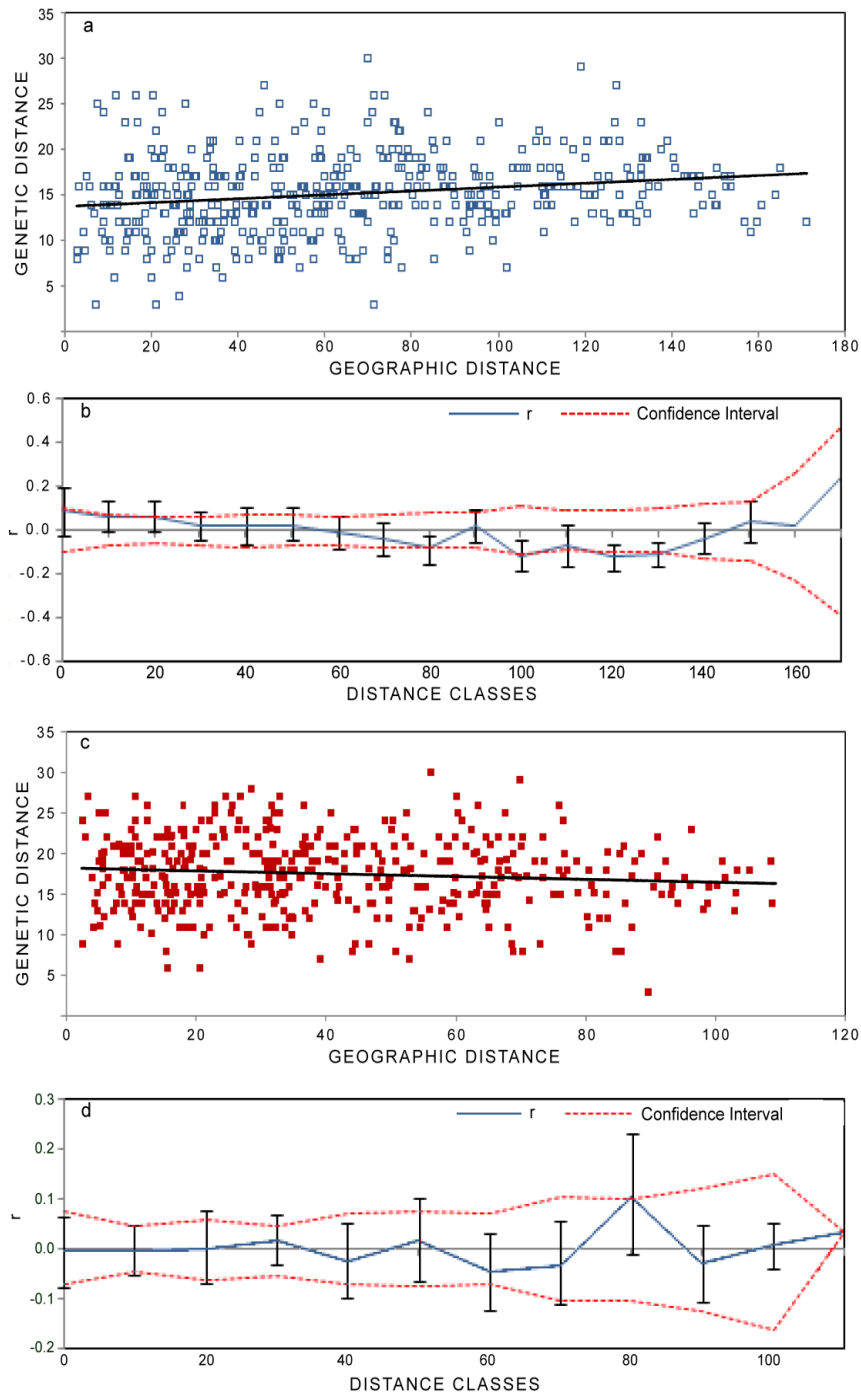 a
35
30
25
20
15
10
5
GENETIC DISTANCE
0 20 40 60 80 100 120 140 160 180
GEOGRAPHIC DISTANCE
b
r Confidence Interval
0.6
0.4
0.2
0.0
-0.2
-0.4
-0.6
r
0 20 40 60 80 100 120 140 160
DISTANCE CLASSES
c
35
30
25
20
15
10
5
GENETIC DISTANCE
0 20 40 60 80 100 120
GEOGRAPHIC DISTANCE
d
r Confidence Interval
0.3
0.2
0.1
0.0
-0.1
-0.2
r
0 20 40 60 80 100
DISTANCE CLASSES